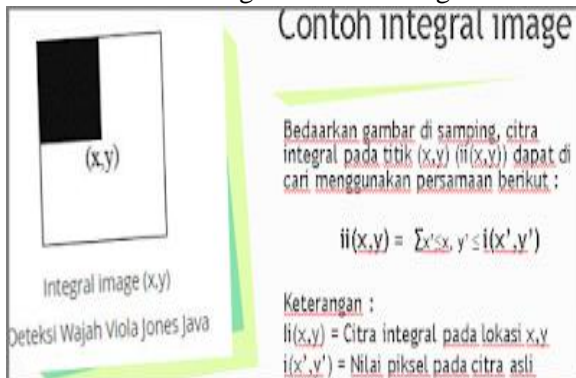 Contoh integral image
(x,y)
Integral image (x,y)
Deteksi Wajah Viola Jones Java
Bedaarkan gambar di samping, citra
integral pada titik (x,y) (ii(x,y)) dapat di
cari menggunakan persamaan berikut :
ii(x,y) = ∑x'≤x, y' ≤ i(x',y')
Keterangan :
Ii(x,y) = Citra integral pada lokasi x,y
i(x',y') = Nilai piksel pada citra asli